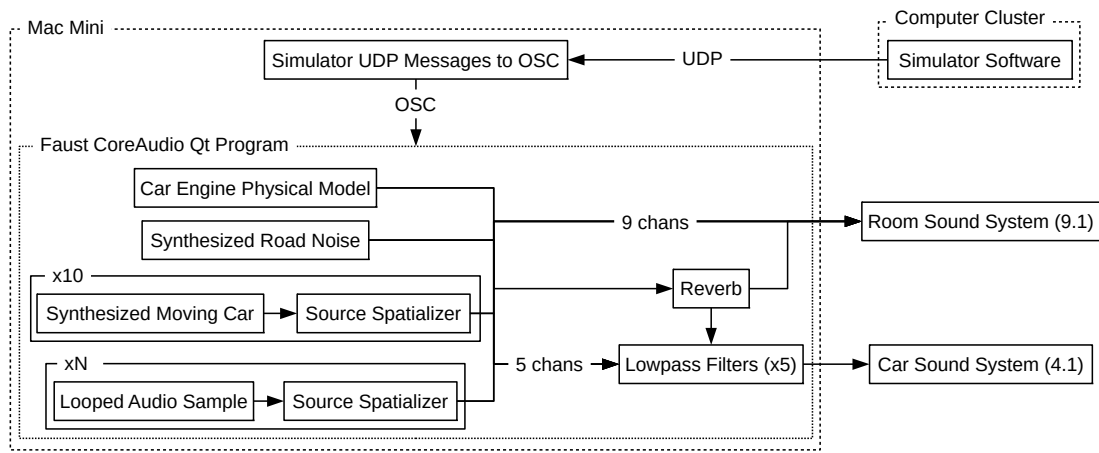 Computer Cluster
Mac Mini
Simulator UDP Messages to OSC
UDP
Simulator Software
OSC
Faust CoreAudio Qt Program
Car Engine Physical Model
9 chans
Room Sound System (9.1)
Synthesized Road Noise
x10
Reverb
Synthesized Moving Car
Source Spatializer
xN
5 chans
Lowpass Filters (x5)
Car Sound System (4.1)
Looped Audio Sample
Source Spatializer